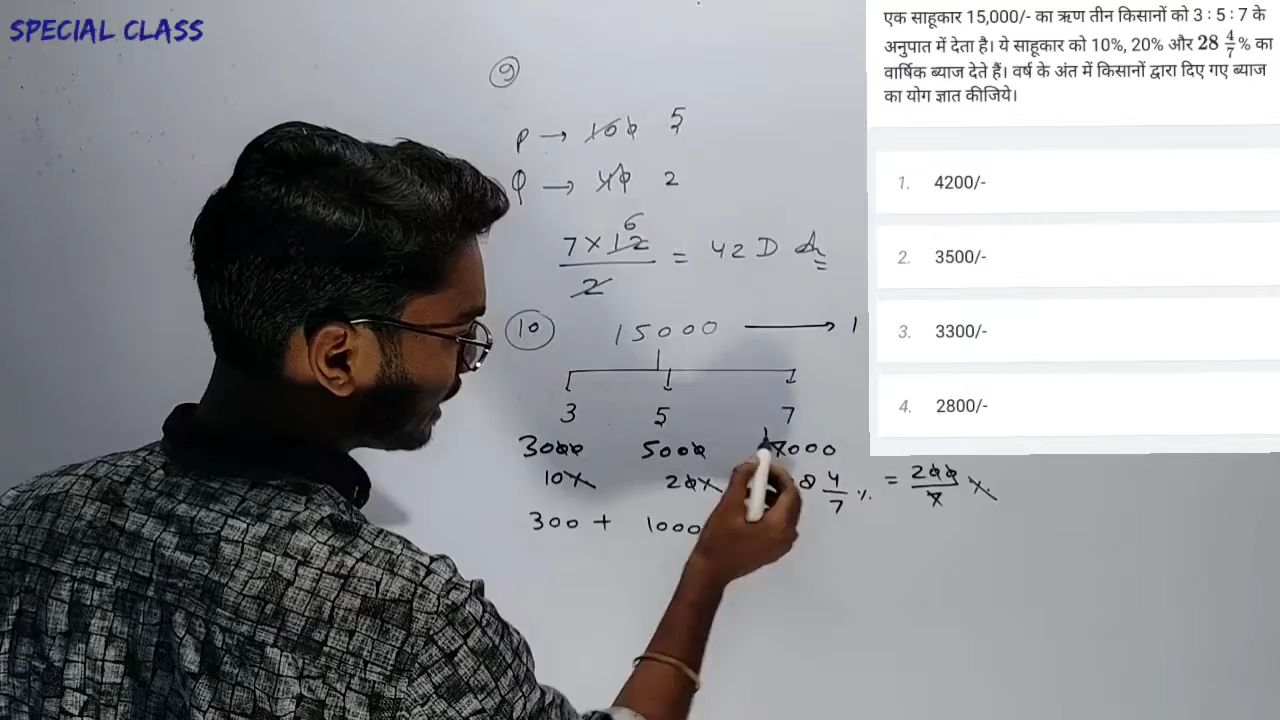 SPECIAL CLASS
एक साहूकार 15,000/- का ऋण तीन किसानों को 3 : 5 : 7 के
अनुपात में देता है। ये साहूकार को 10%, 20% और 28 4/7 % का
वार्षिक ब्याज देते हैं। वर्ष के अंत में किसानों द्वारा दिए गए ब्याज
का योग ज्ञात कीजिये।
1. 4200/-
2. 3500/-
3. 3300/-
4. 2800/-
9
P → 100 5
Q → 40 2
7 × 12 6
2
= 42 D
10 15000 → 1
3 5 7
3000 5000 7000
10% 20% 8 4/7 % = 200/7 %
300 + 1000